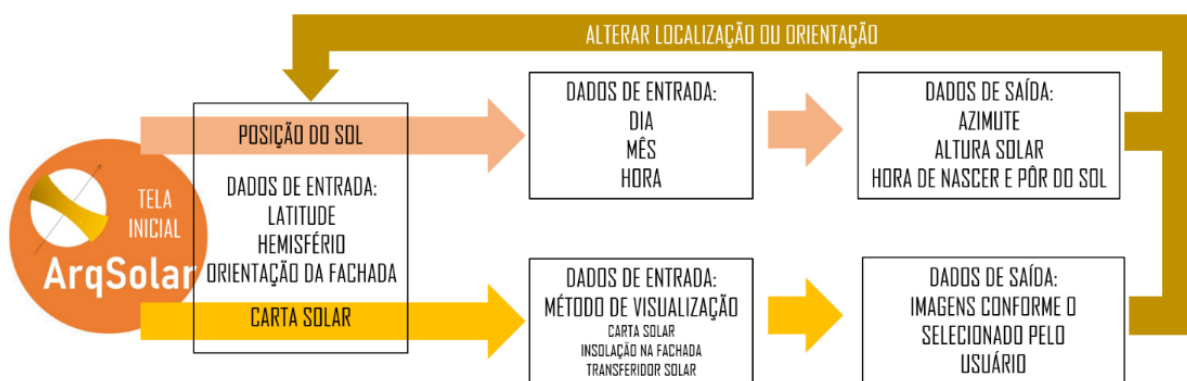 ALTERAR LOCALIZAÇÃO OU ORIENTAÇÃO
TELA
INICIAL
ArqSolar
POSIÇÃO DO SOL
DADOS DE ENTRADA:
LATITUDE
HEMISFÉRIO
ORIENTAÇÃO DA FACHADA
CARTA SOLAR
DADOS DE ENTRADA:
DIA
MÊS
HORA
DADOS DE SAÍDA:
AZIMUTE
ALTURA SOLAR
HORA DE NASCER E PÔR DO SOL
DADOS DE ENTRADA:
MÉTODO DE VISUALIZAÇÃO
CARTA SOLAR
INSOLAÇÃO NA FACHADA
TRANSFERIDOR SOLAR
DADOS DE SAÍDA:
IMAGENS CONFORME O
SELECIONADO PELO
USUÁRIO